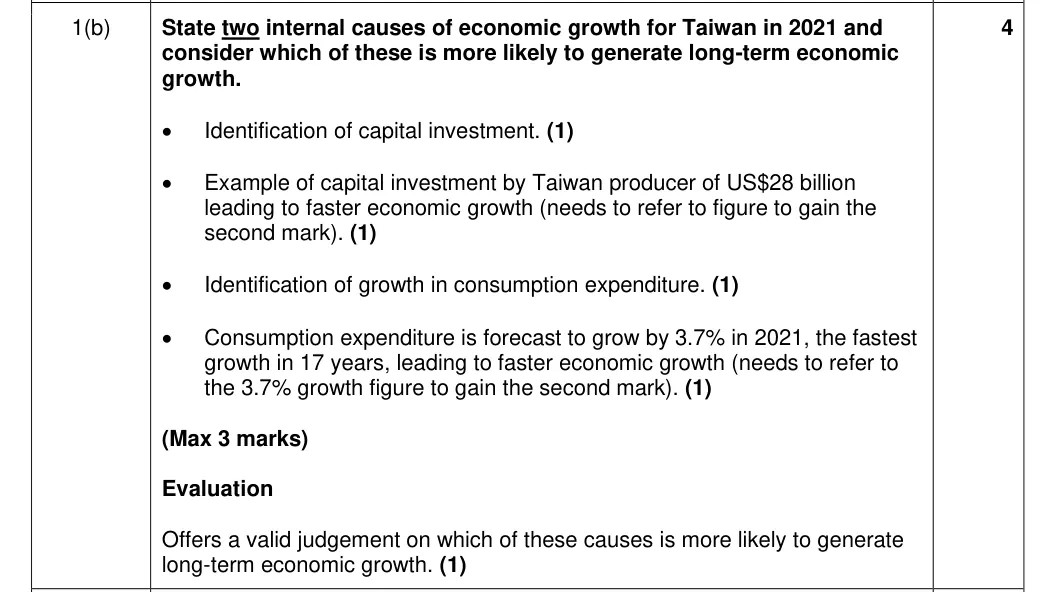 1(b)
State two internal causes of economic growth for Taiwan in 2021 and
consider which of these is more likely to generate long-term economic
growth.
4
• Identification of capital investment. (1)
• Example of capital investment by Taiwan producer of US$28 billion
leading to faster economic growth (needs to refer to figure to gain the
second mark). (1)
• Identification of growth in consumption expenditure. (1)
• Consumption expenditure is forecast to grow by 3.7% in 2021, the fastest
growth in 17 years, leading to faster economic growth (needs to refer to
the 3.7% growth figure to gain the second mark). (1)
(Max 3 marks)
Evaluation
Offers a valid judgement on which of these causes is more likely to generate
long-term economic growth. (1)